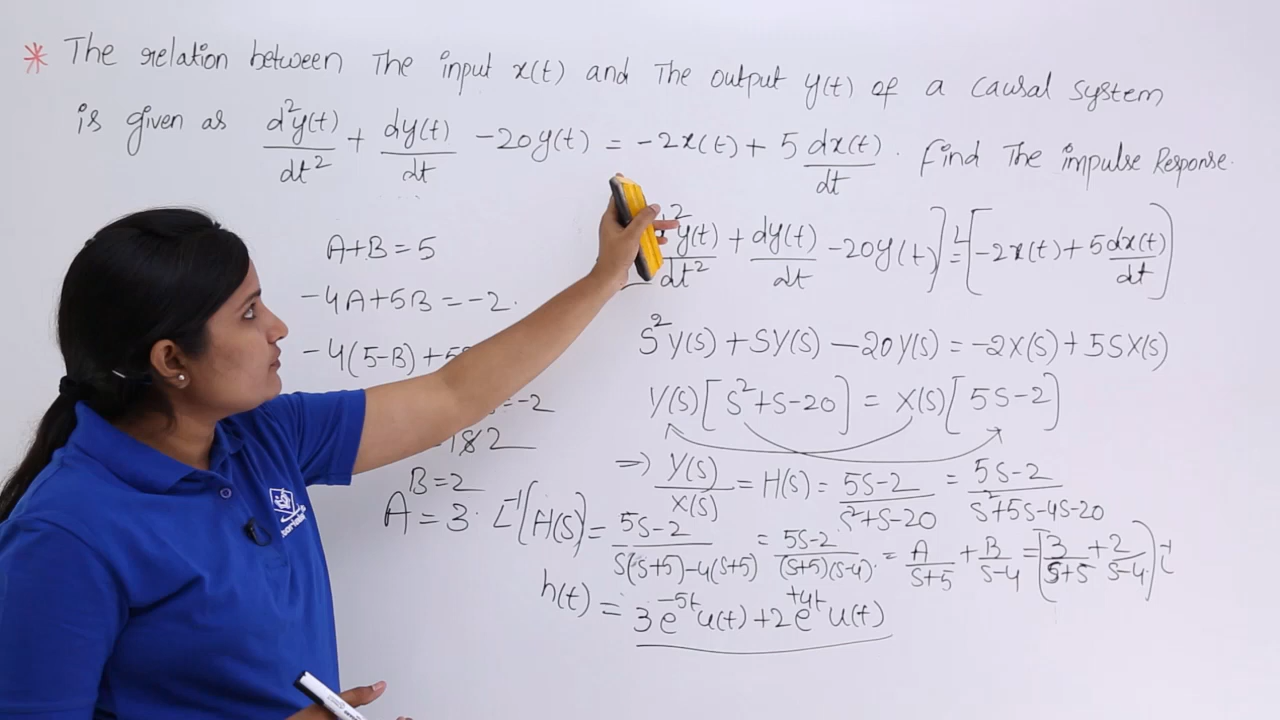 * The relation between The input x(t) and The output y(t) of a causal system
is given as d²y(t)/dt² + dy(t)/dt - 20y(t) = -2x(t) + 5 dx(t)/dt. find The impulse Response.
A+B = 5
-4A+5B = -2.
-4(5-B) +
= -2
182
B = 2
A = 3.
y(t)/dt² + dy(t)/dt - 20y(t)] L= [-2x(t) + 5dx(t)/dt]
S²Y(S) + SY(S) - 20Y(S) = -2X(S) + 5SX(S)
Y(S)[S²+S-20] = X(S)[5S-2]
⇒ Y(S)/X(S) = H(S) = 5S-2/S²+S-20 = 5S-2/S²+5S-4S-20
L⁻¹(H(S)) = 5S-2/S(S+5)-4(S+5) = 5S-2/(S+5)(S-4) = A/S+5 + B/S-4 = (3/S+5 + 2/S-4) L⁻¹
h(t) = 3e^-5t u(t) + 2e^+4t u(t)